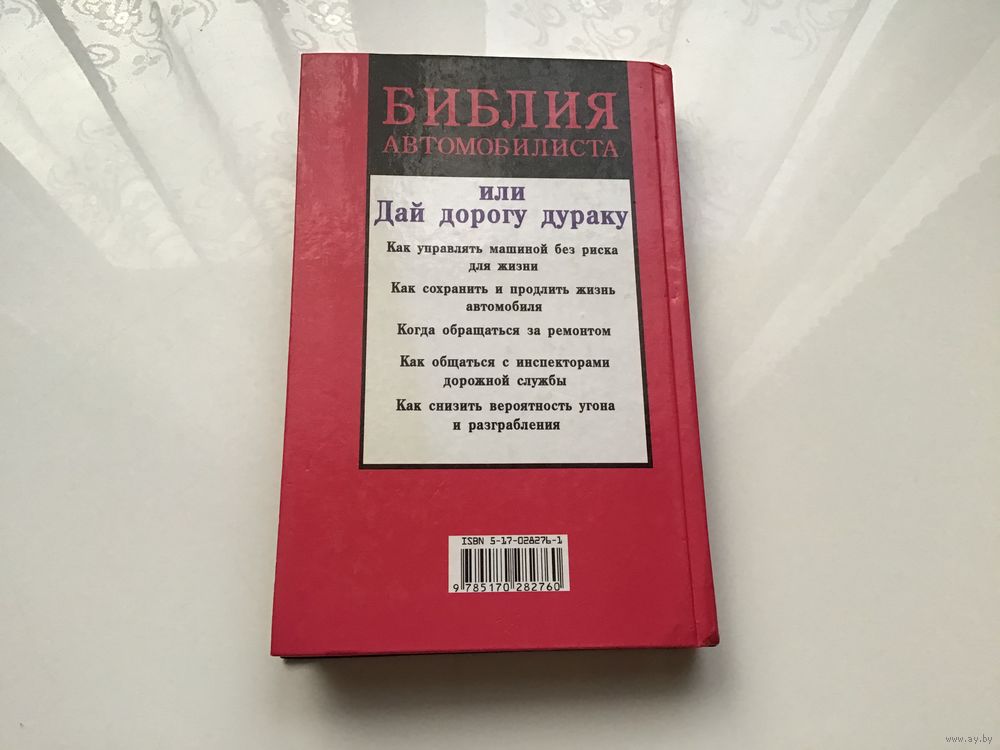 БИБЛИЯ
АВТОМОБИЛИСТА
или
Дай дорогу дураку
Как управлять машиной без риска
для жизни
Как сохранить и продлить жизнь
автомобиля
Когда обращаться за ремонтом
Как общаться с инспекторами
дорожной службы
Как снизить вероятность угона
и разграбления
ISBN 5-17-028276-1
9 785170 282760
www.ay.by